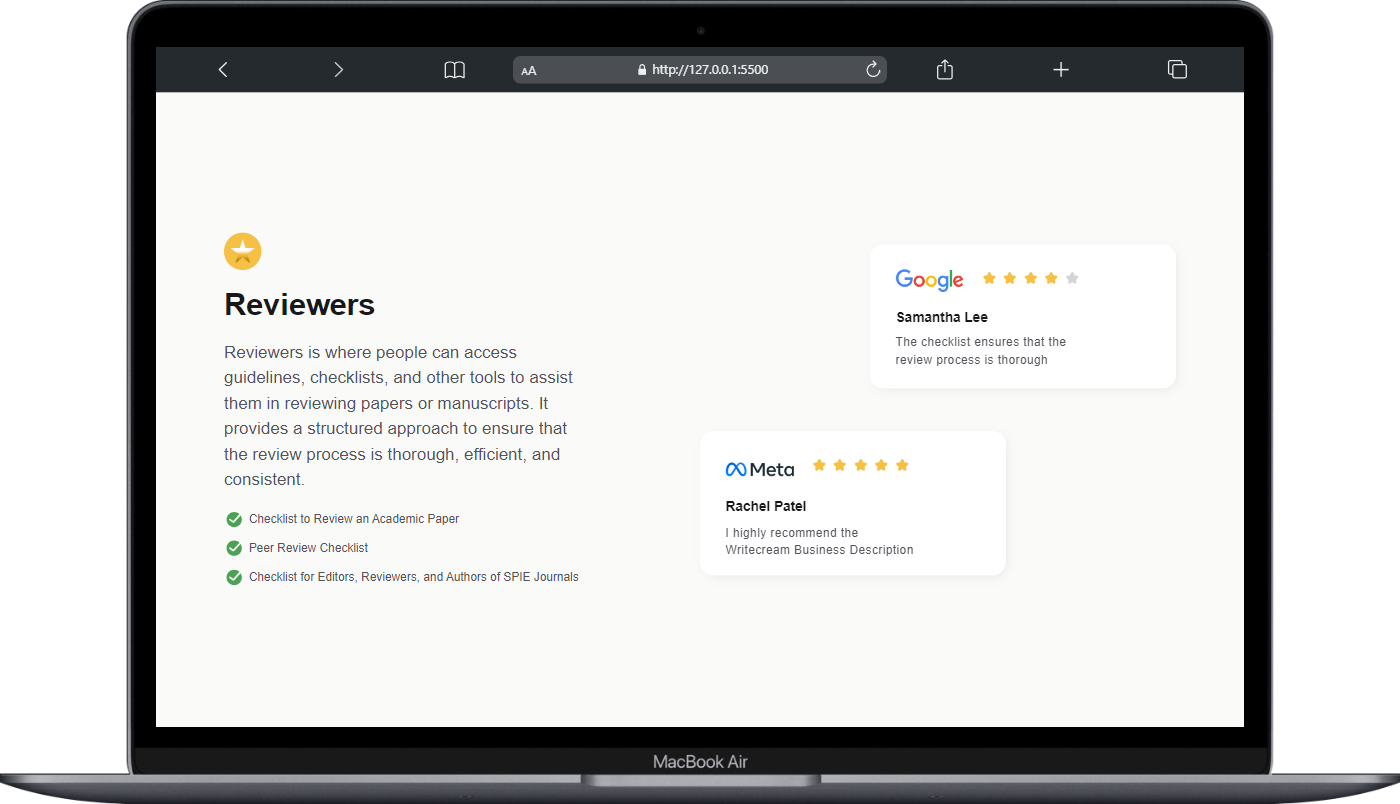 AA
http://127.0.0.1:5500
Reviewers
Reviewers is where people can access
guidelines, checklists, and other tools to assist
them in reviewing papers or manuscripts. It
provides a structured approach to ensure that
the review process is thorough, efficient, and
consistent.
Checklist to Review an Academic Paper
Peer Review Checklist
Checklist for Editors, Reviewers, and Authors of SPIE Journals
Google
Samantha Lee
The checklist ensures that the
review process is thorough
Meta
Rachel Patel
I highly recommend the
Writecream Business Description
MacBook Air